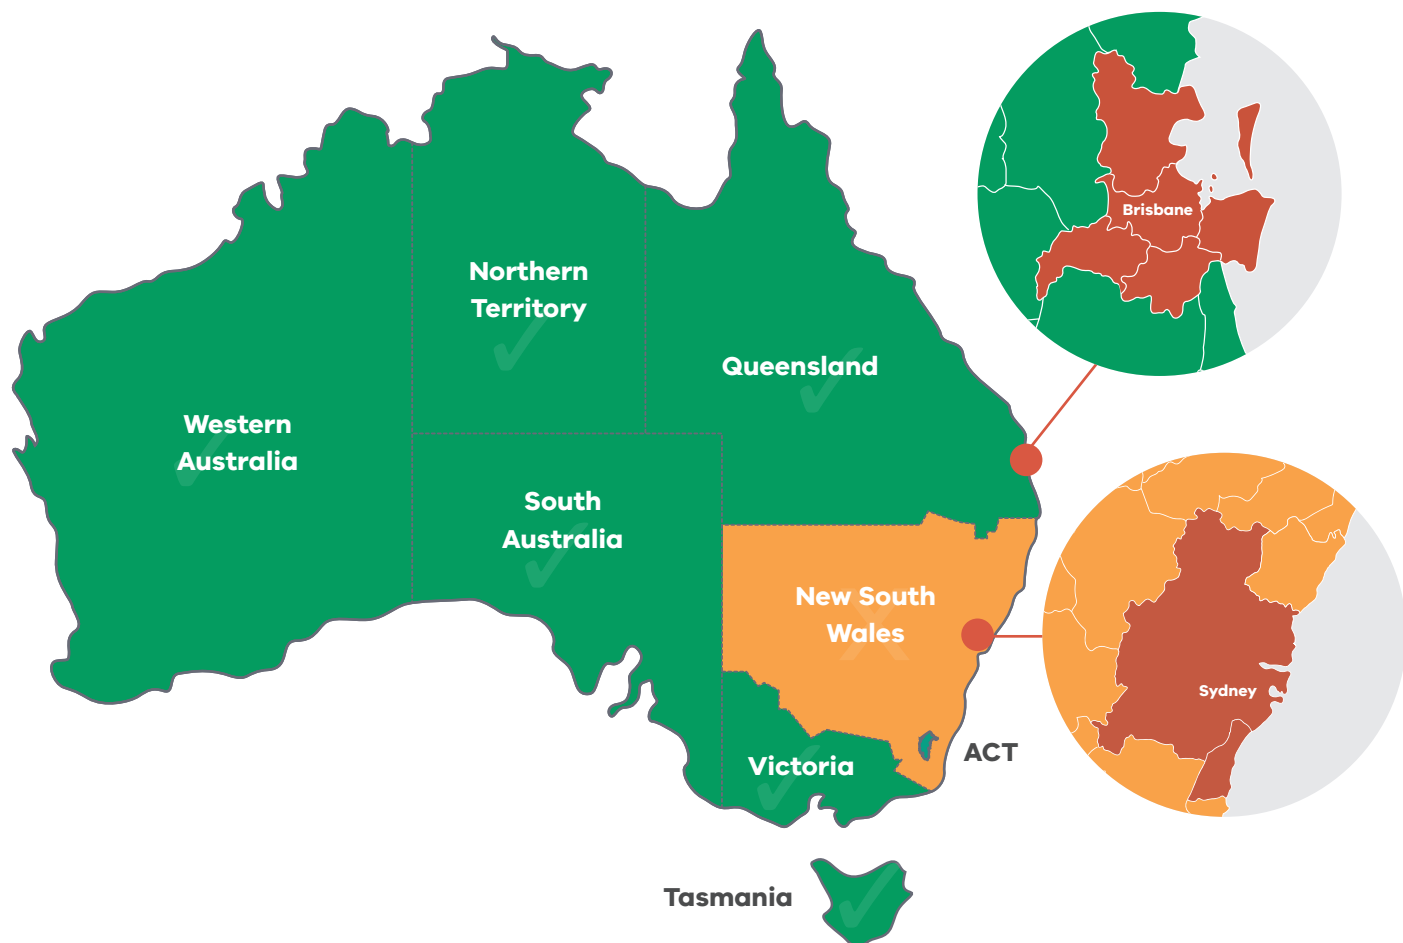 Brisbane
Northern
Territory
Queensland
Western
Australia
South
Australia
New South
Wales
Sydney
ACT
Victoria
Tasmania